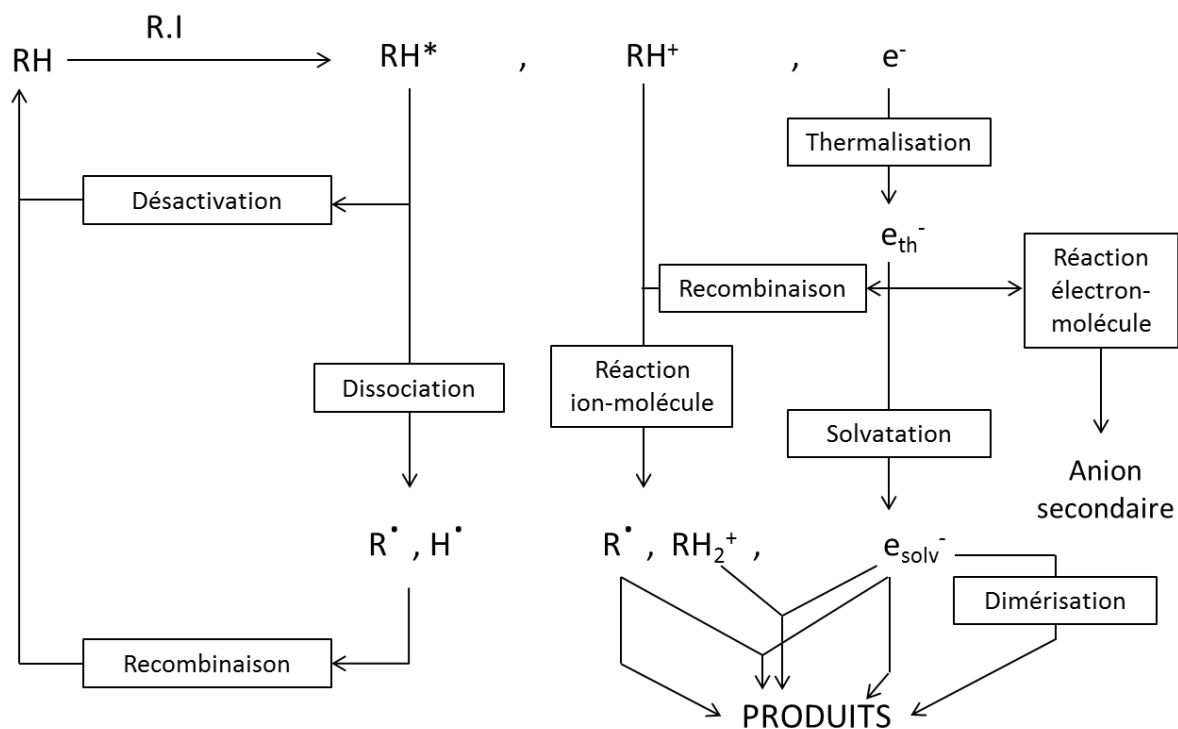 R.I
RH RH* , RH⁺ , e⁻
Thermalisation
Désactivation
eth⁻
Recombinaison
Réaction
électron-
molécule
Dissociation
Réaction
ion-molécule
Solvatation
Anion
secondaire
R• , H•
R• , RH₂⁺ , esolv⁻
Dimérisation
Recombinaison
PRODUITS